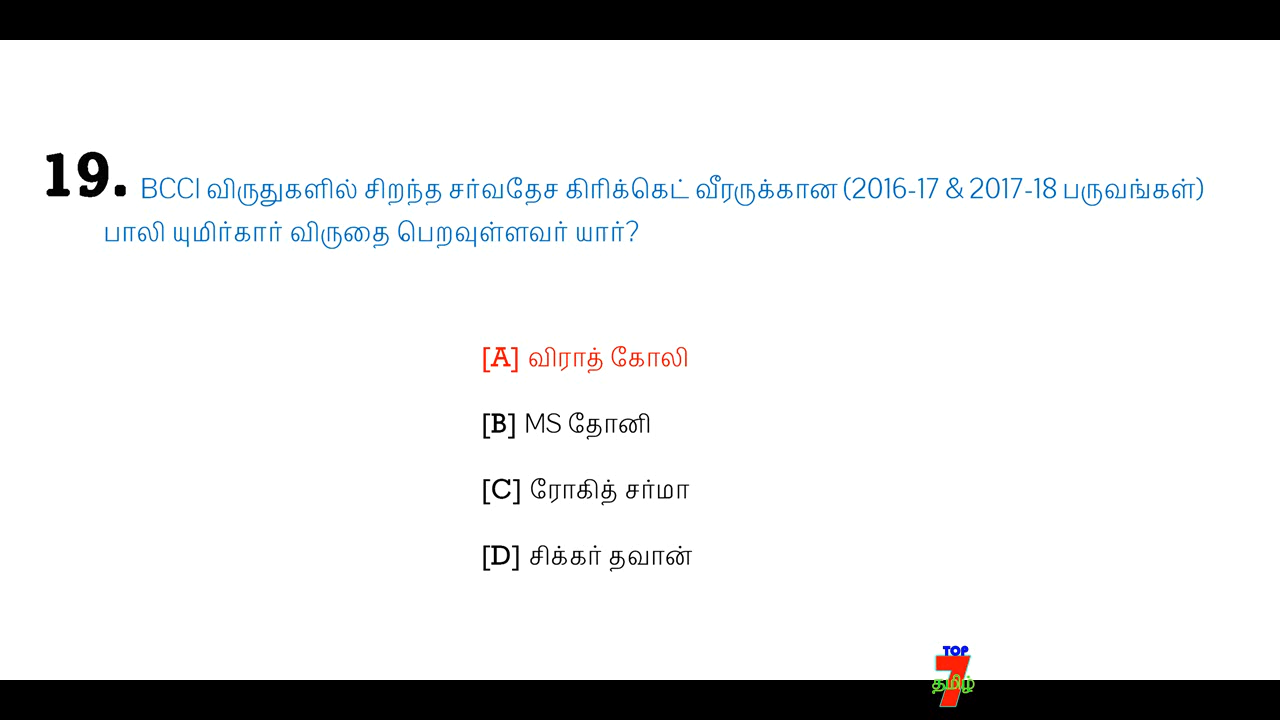 19. BCCI விருதுகளில் சிறந்த சர்வதேச கிரிக்கெட் வீரருக்கான (2016-17 & 2017-18 பருவங்கள்)
பாலி யுமிர்கார் விருதை பெறவுள்ளவர் யார்?
[A] விராத் கோலி
[B] MS தோனி
[C] ரோகித் சர்மா
[D] சிக்கர் தவான்
TOP
7
தமிழ்